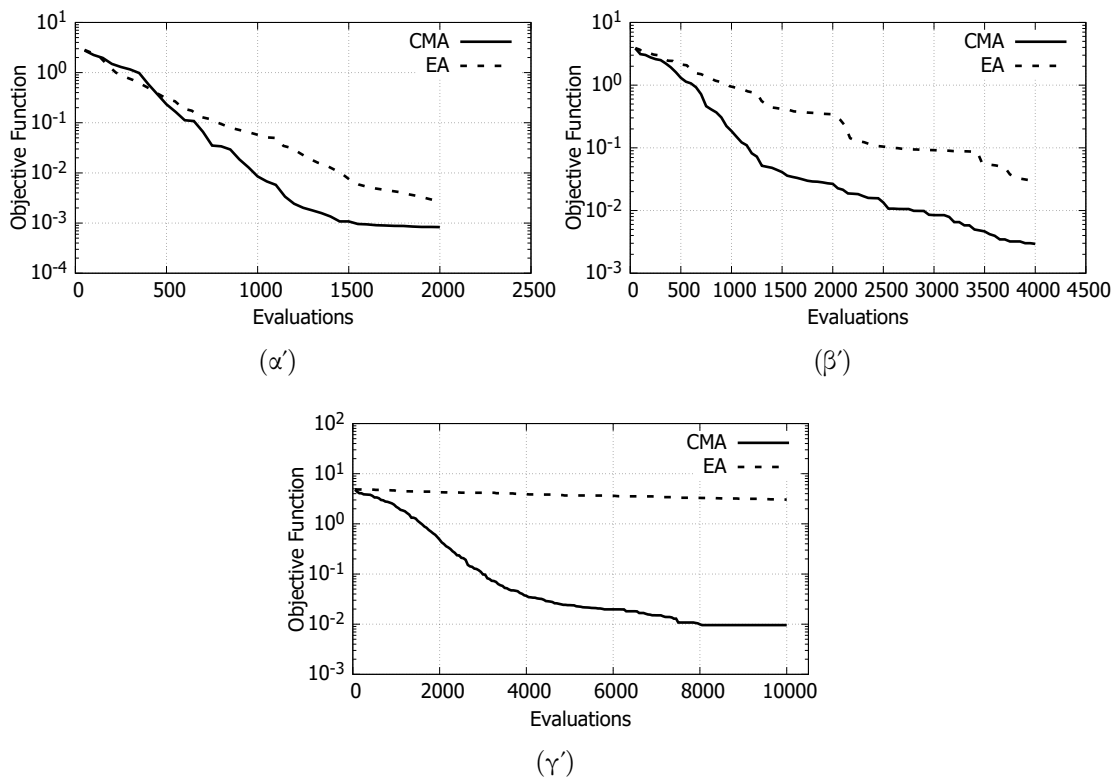 10^1
10^0
10^-1
10^-2
10^-3
10^-4
0 500 1000 1500 2000 2500
Objective Function
Evaluations
CMA
EA
(α′)
10^1
10^0
10^-1
10^-2
10^-3
0 500 1000 1500 2000 2500 3000 3500 4000 4500
Objective Function
Evaluations
CMA
EA
(β′)
10^2
10^1
10^0
10^-1
10^-2
10^-3
0 2000 4000 6000 8000 10000
Objective Function
Evaluations
CMA
EA
(γ′)